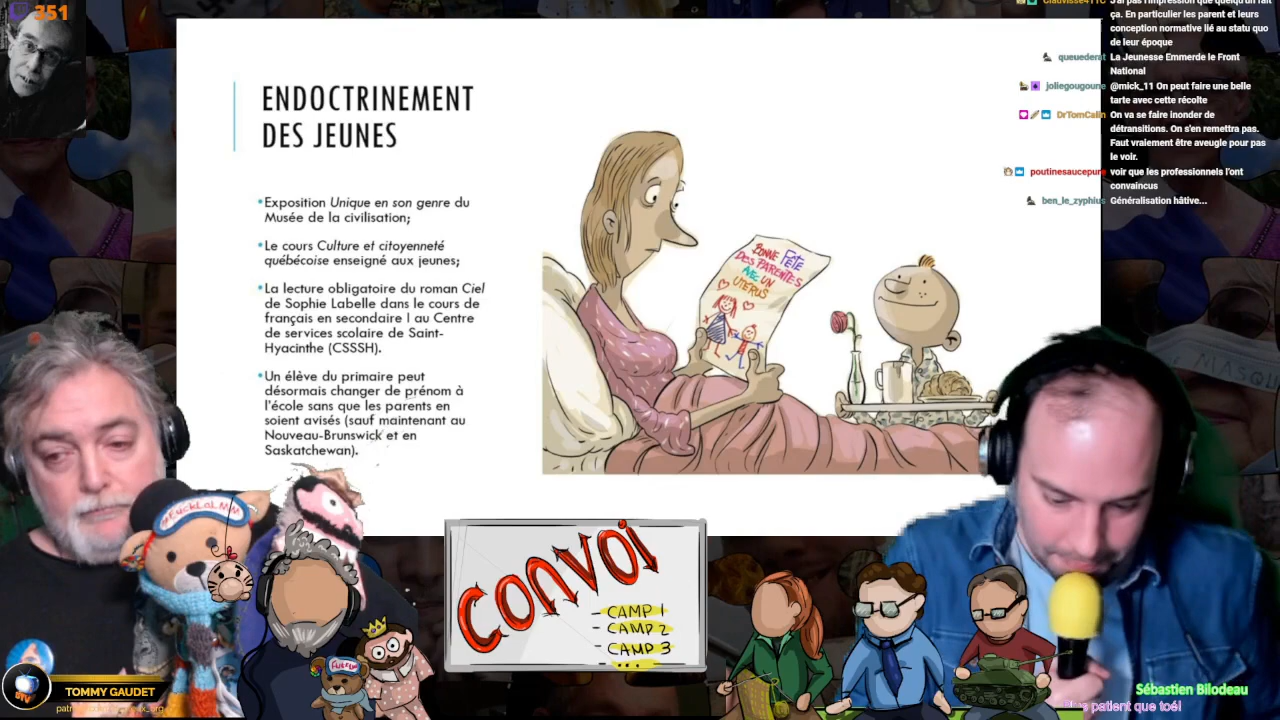 351
ENDOCTRINEMENT
DES JEUNES
•Exposition Unique en son genre du
Musée de la civilisation;
•Le cours Culture et citoyenneté
québécoise enseigné aux jeunes;
•La lecture obligatoire du roman Ciel
de Sophie Labelle dans le cours de
français en secondaire I au Centre
de services scolaire de Saint-
Hyacinthe (CSSSH).
•Un élève du primaire peut
désormais changer de prénom à
l'école sans que les parents en
soient avisés (sauf maintenant au
Nouveau-Brunswick et en
Saskatchewan).
BONNE FÊTE
DES PARENTES
AVEC UN
UTÉRUS
J'ai pas l'impression que quelqu'un fait
ça. En particulier les parent et leurs
conception normative lié au statu quo
de leur époque
La Jeunesse Emmerde le Front
National
joliegougoune @mick_11 On peut faire une belle
tarte avec cette récolte
DrTomCalin On va se faire inonder de
détransitions. On s'en remettra pas.
Faut vraiment être aveugle pour pas
le voir.
voir que les professionnels l'ont
convaincus
ben_le_zyphius Généralisation hâtive...
MASQU
CONVOI
– CAMP 1
– CAMP 2
– CAMP 3
– ...
TOMMY GAUDET
Sébastien Bilodeau
patient que toé!